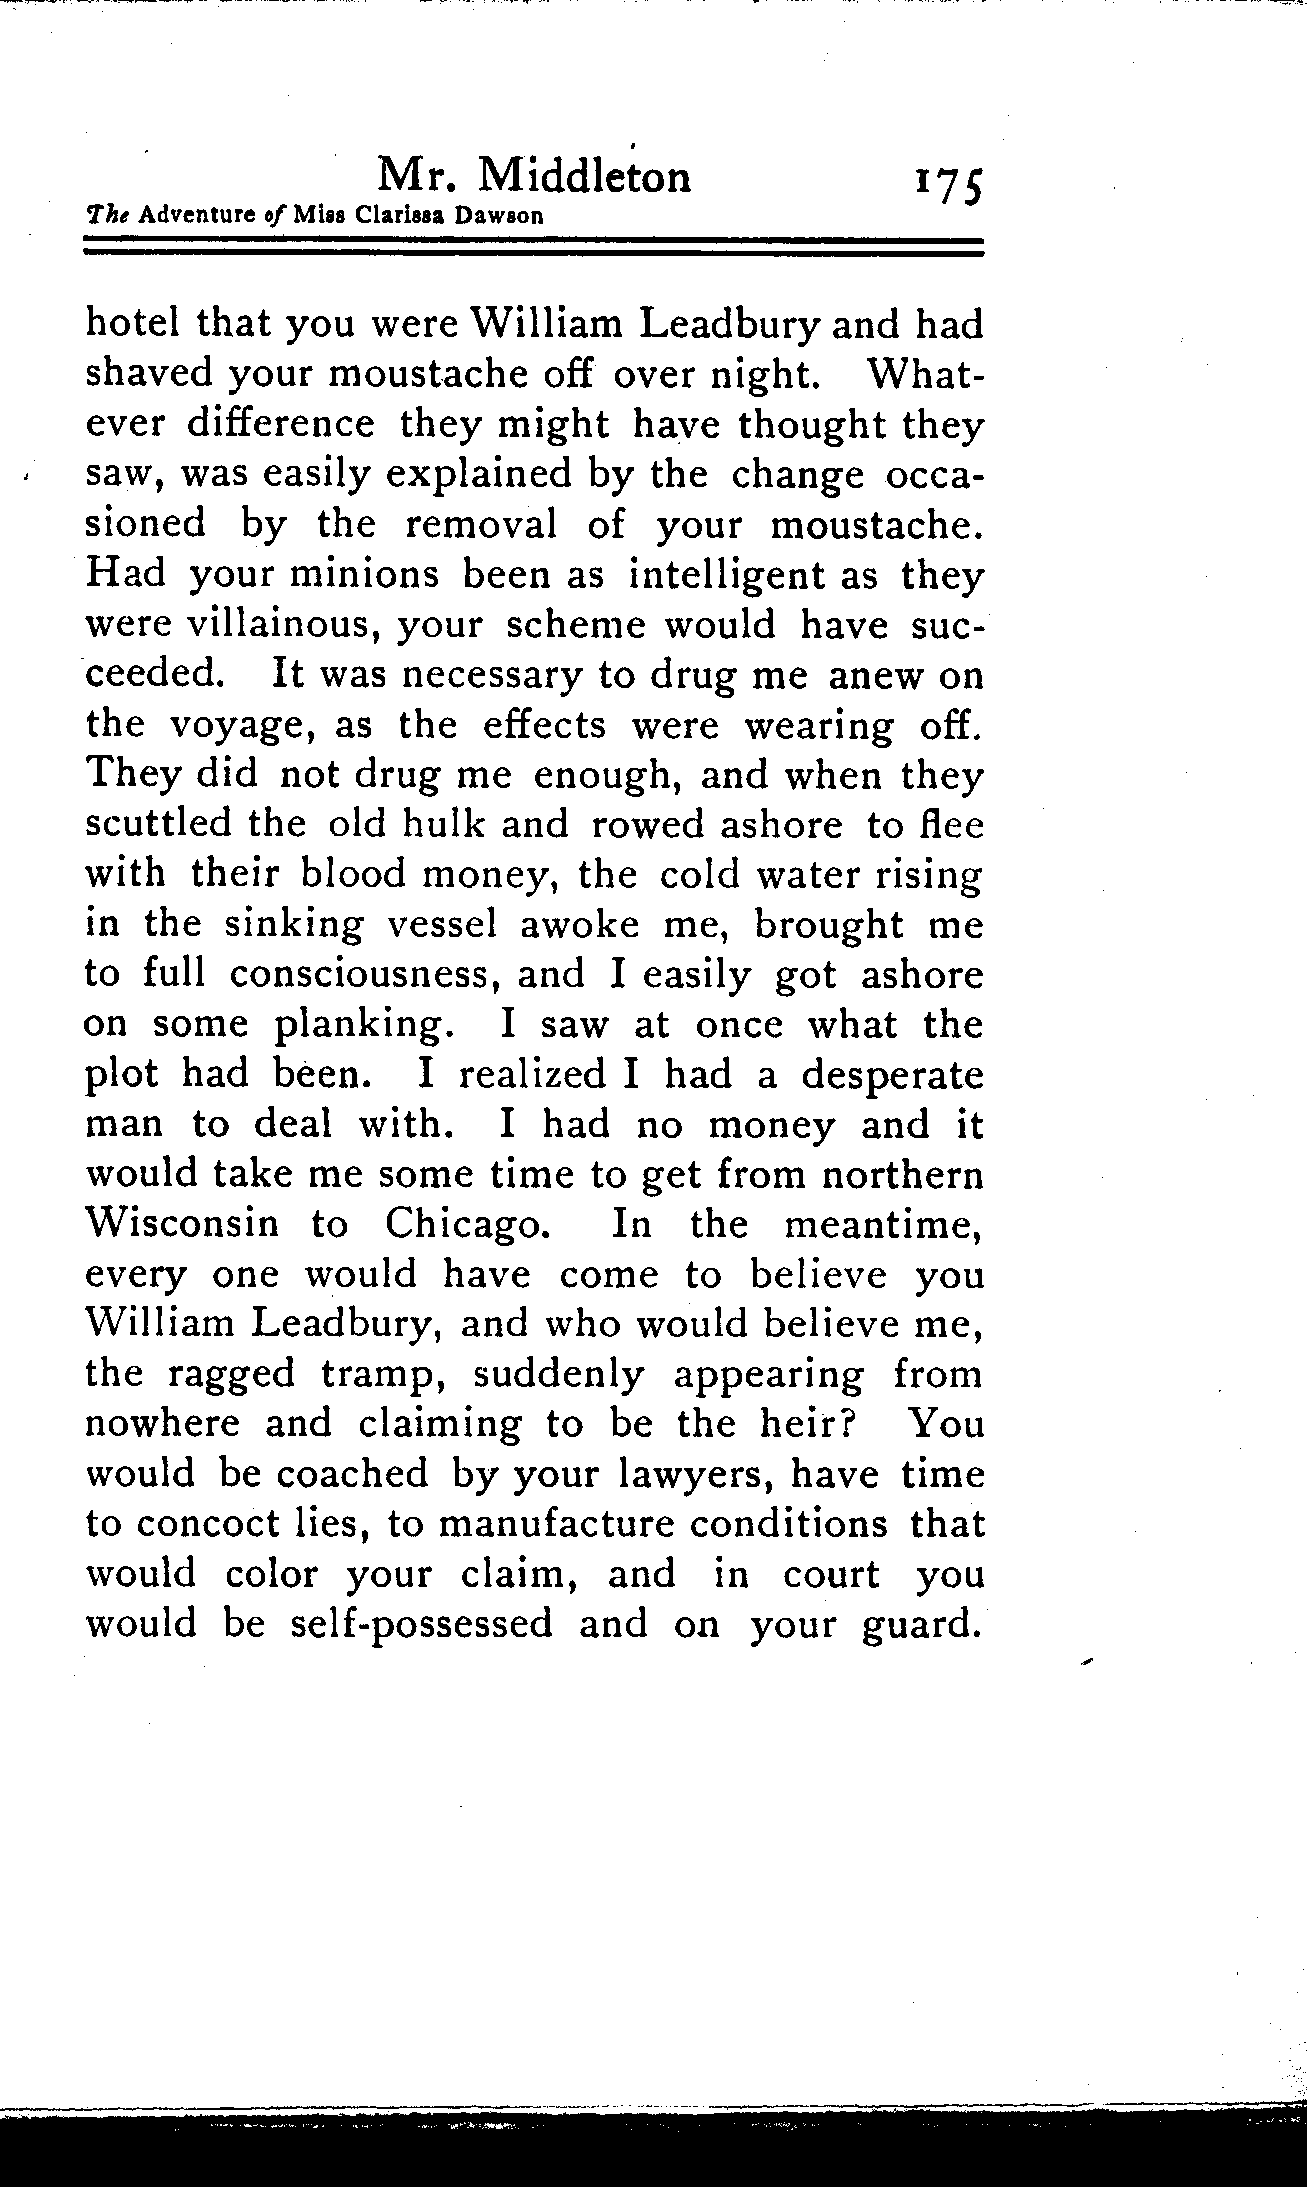 Mr. Middleton 175
The Adventure of Miss Clarissa Dawson
hotel that you were William Leadbury and had
shaved your moustache off over night. What-
ever difference they might have thought they
saw, was easily explained by the change occa-
sioned by the removal of your moustache.
Had your minions been as intelligent as they
were villainous, your scheme would have suc-
ceeded. It was necessary to drug me anew on
the voyage, as the effects were wearing off.
They did not drug me enough, and when they
scuttled the old hulk and rowed ashore to flee
with their blood money, the cold water rising
in the sinking vessel awoke me, brought me
to full consciousness, and I easily got ashore
on some planking. I saw at once what the
plot had been. I realized I had a desperate
man to deal with. I had no money and it
would take me some time to get from northern
Wisconsin to Chicago. In the meantime,
every one would have come to believe you
William Leadbury, and who would believe me,
the ragged tramp, suddenly appearing from
nowhere and claiming to be the heir? You
would be coached by your lawyers, have time
to concoct lies, to manufacture conditions that
would color your claim, and in court you
would be self-possessed and on your guard.